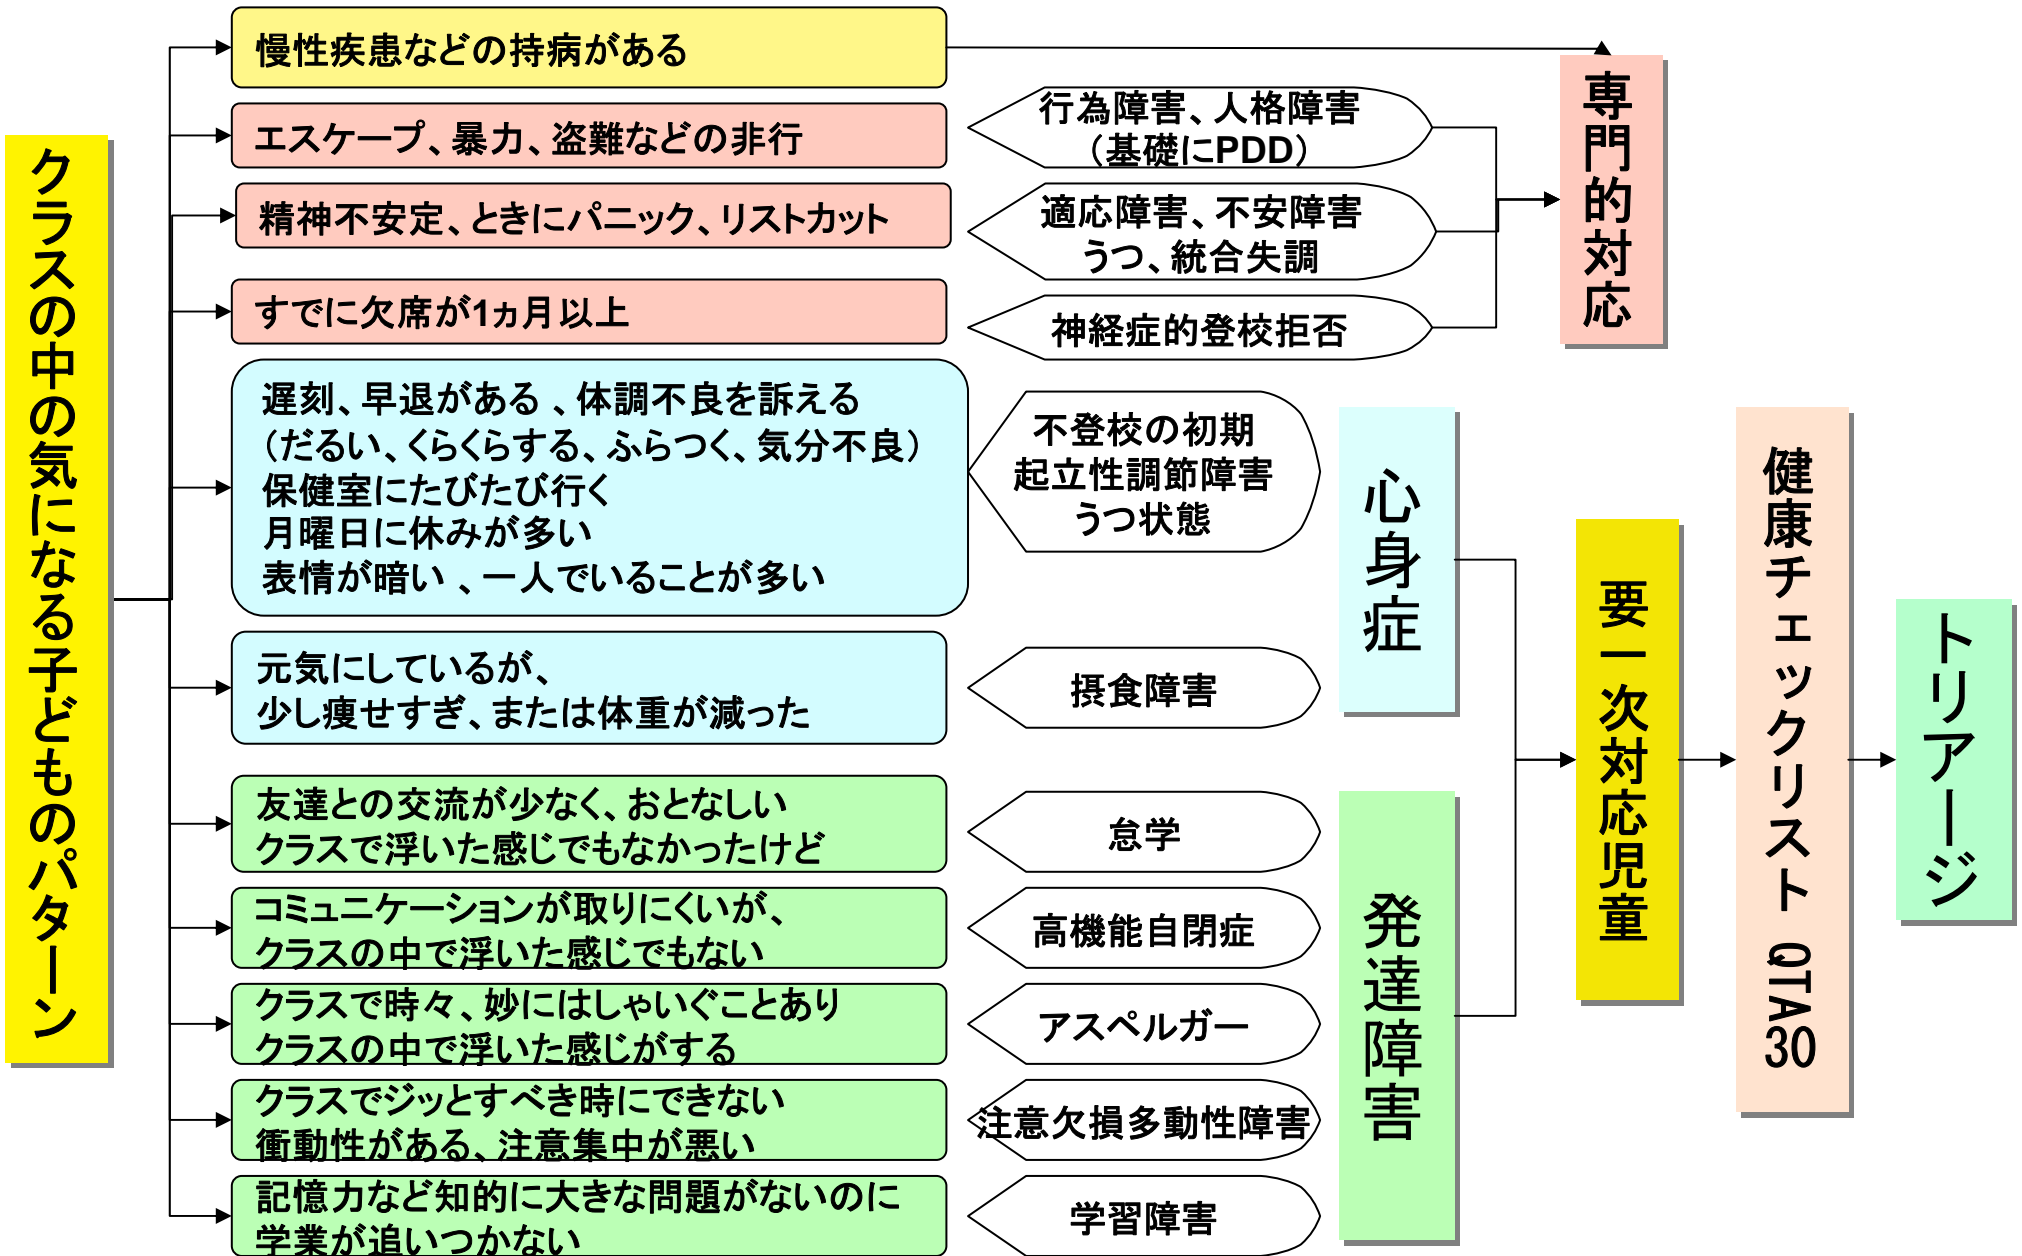 クラスの中の気になる子どものパターン
慢性疾患などの持病がある
エスケープ、暴力、盗難などの非行
行為障害、人格障害
（基礎にPDD）
精神不安定、ときにパニック、リストカット
適応障害、不安障害
うつ、統合失調
すでに欠席が1ヵ月以上
神経症的登校拒否
専門的対応
遅刻、早退がある 、体調不良を訴える
（だるい、くらくらする、ふらつく、気分不良）
保健室にたびたび行く
月曜日に休みが多い
表情が暗い 、一人でいることが多い
不登校の初期
起立性調節障害
うつ状態
元気にしているが、
少し痩せすぎ、または体重が減った
摂食障害
心身症
友達との交流が少なく、おとなしい
クラスで浮いた感じでもなかったけど
怠学
コミュニケーションが取りにくいが、
クラスの中で浮いた感じでもない
高機能自閉症
クラスで時々、妙にはしゃいぐことあり
クラスの中で浮いた感じがする
アスペルガー
クラスでジッとすべき時にできない
衝動性がある、注意集中が悪い
注意欠損多動性障害
記憶力など知的に大きな問題がないのに
学業が追いつかない
学習障害
発達障害
要一次対応児童
健康チェックリスト QTA30
トリアージ